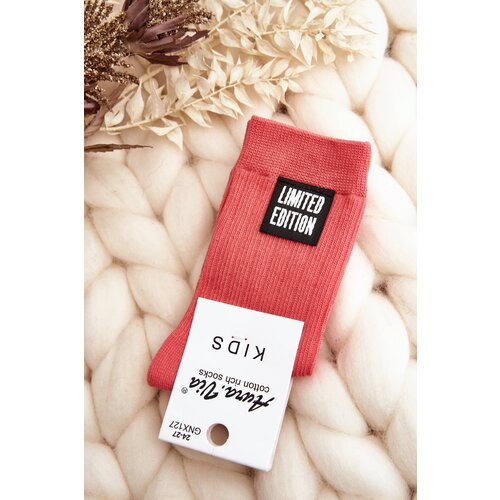 LIMITED
EDITION
KIDS
Aura.Via®
cotton rich socks
24-27
GNX127